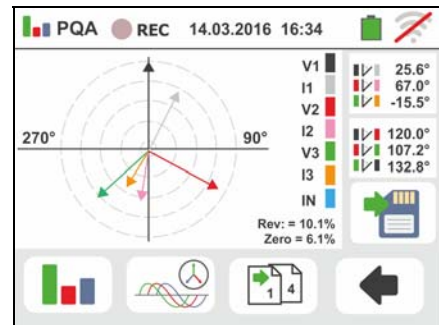 PQA REC 14.03.2016 16:34
V1
I1
V2
I2
V3
I3
IN
270°
90°
25.6°
67.0°
-15.5°
120.0°
107.2°
132.8°
Rev: = 10.1%
Zero = 6.1%
1 4